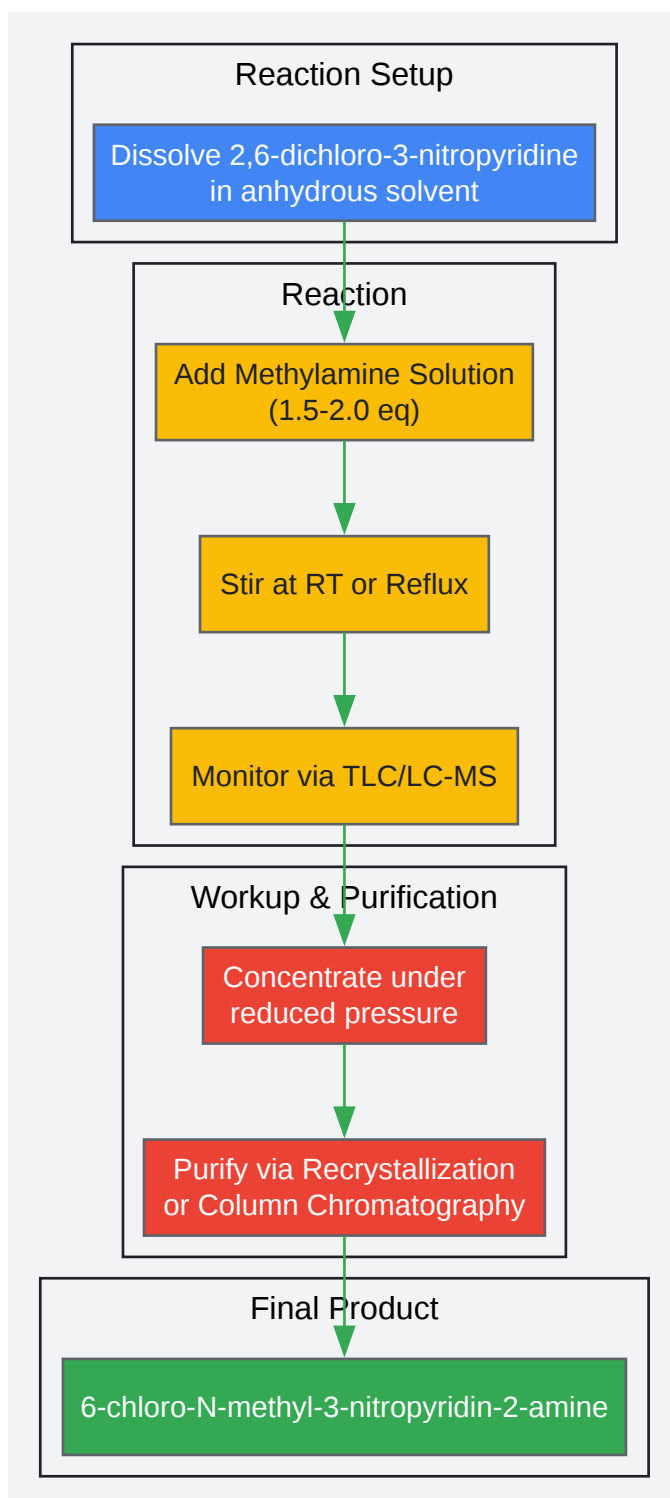 Reaction Setup
Dissolve 2,6-dichloro-3-nitropyridine
in anhydrous solvent
Reaction
Add Methylamine Solution
(1.5-2.0 eq)
Stir at RT or Reflux
Monitor via TLC/LC-MS
Workup & Purification
Concentrate under
reduced pressure
Purify via Recrystallization
or Column Chromatography
Final Product
6-chloro-N-methyl-3-nitropyridin-2-amine